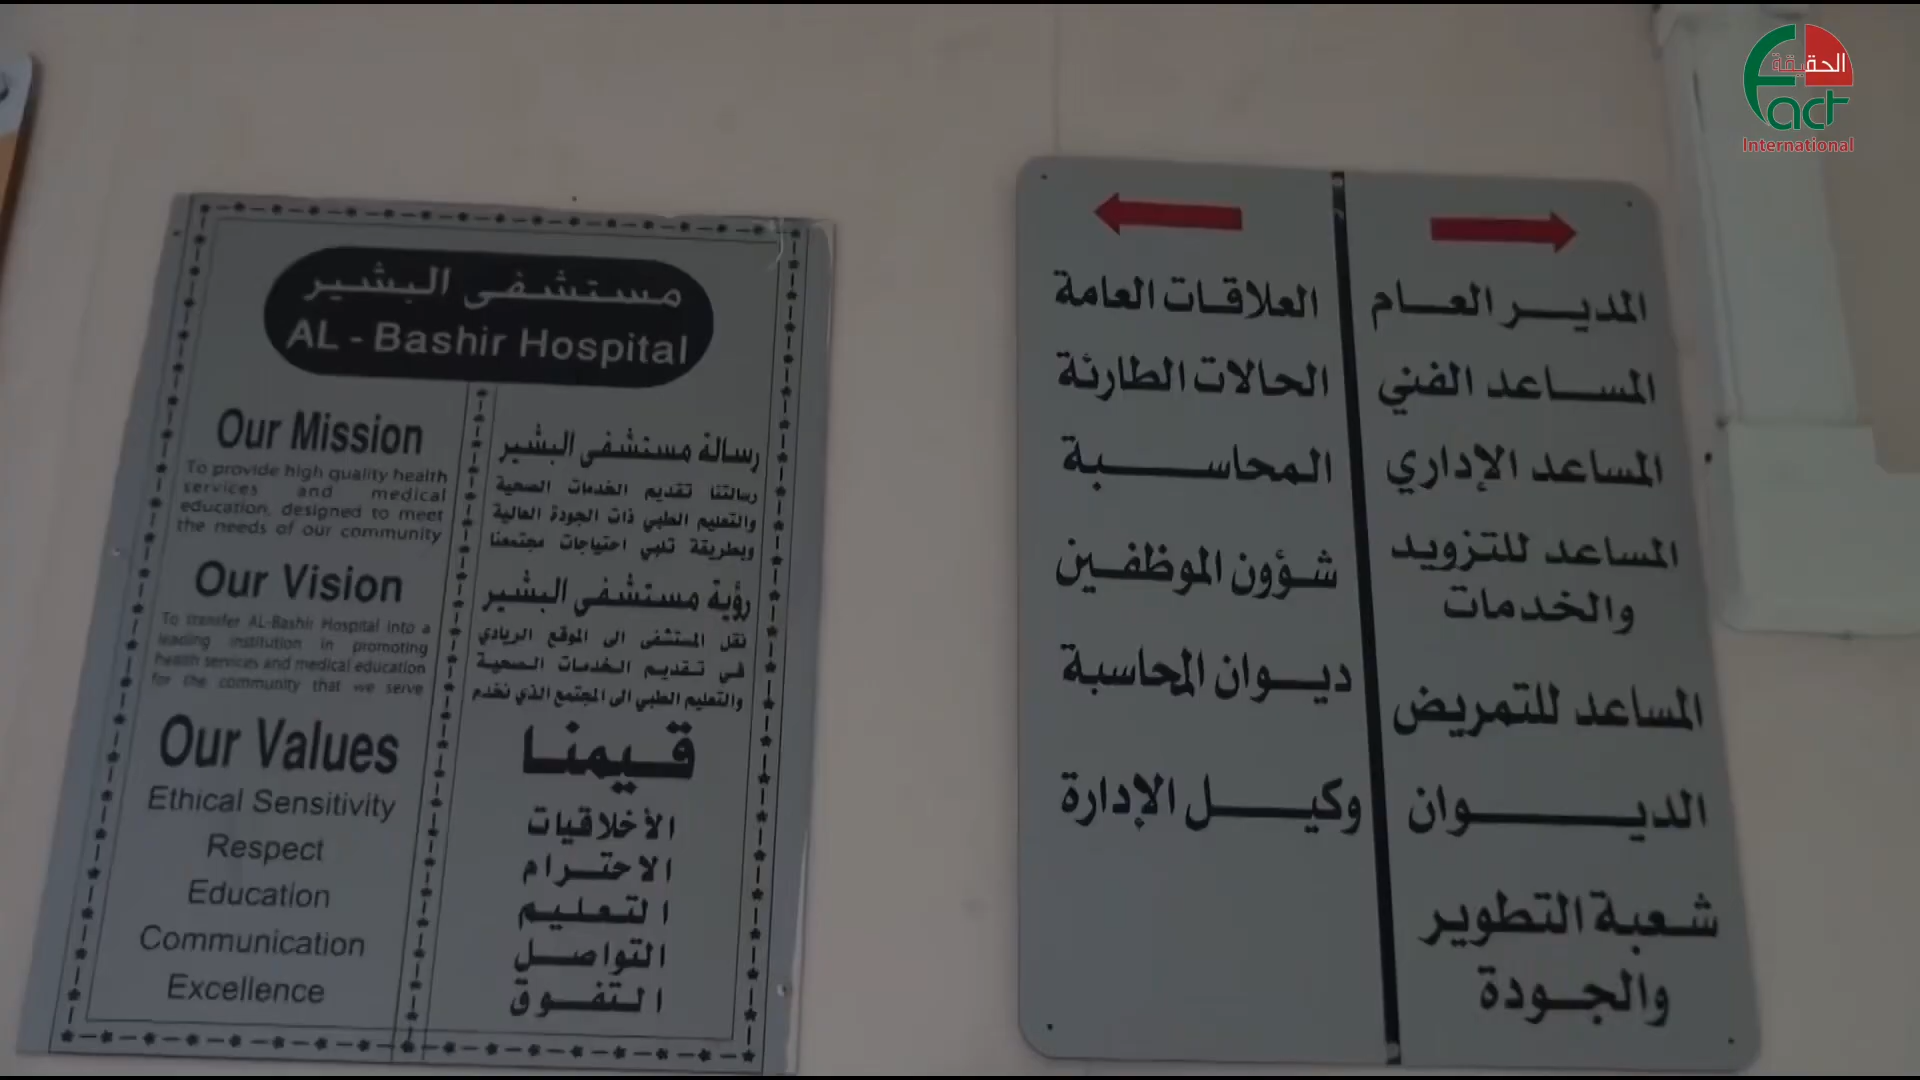 الحقيقة
Fact
International
مستشفى البشير
AL - Bashir Hospital
Our Mission
To provide high quality health
services and medical
education, designed to meet
the needs of our community
Our Vision
To transfer AL-Bashir Hospital into a
leading institution in promoting
health services and medical education
for the community that we serve
Our Values
Ethical Sensitivity
Respect
Education
Communication
Excellence
رسالة مستشفى البشير
رسالتنا تقديم الخدمات الصحية
والتعليم الطبي ذات الجودة العالية
وبطريقة تلبي احتياجات مجتمعنا
رؤية مستشفى البشير
نقل المستشفى الى الموقع الريادي
في تقديم الخدمات الصحية
والتعليم الطبي الى المجتمع الذي نخدم
قيمنا
الأخلاقيات
الاحترام
التعليم
التواصل
التفوق
المدير العام
المساعد الفني
المساعد الإداري
المساعد للتزويد
والخدمات
المساعد للتمريض
الديوان
شعبة التطوير
والجودة
العلاقات العامة
الحالات الطارئة
المحاسبة
شؤون الموظفين
ديوان المحاسبة
وكيل الإدارة